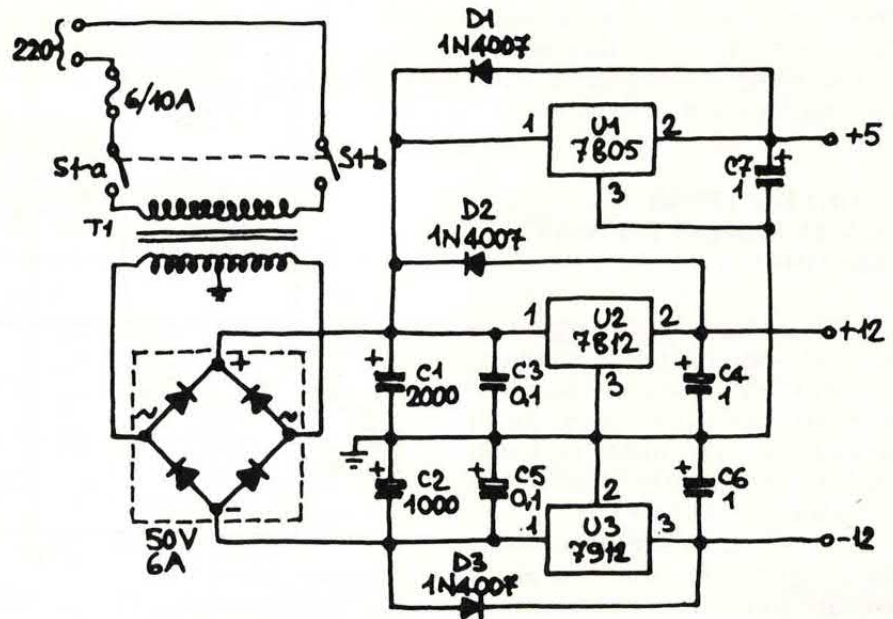 D1
1N4007
220
6/10A
1
U1
7805
2
+5
3
C7
+
1
S1-a
S1-b
T1
D2
1N4007
1
U2
7812
2
+12
3
+
+
C1
2000
C3
0,1
+
C4
1
~
~
-
+
C2
1000
+
C5
0,1
2
+
C6
1
1
U3
7912
3
-12
50V
6A
D3
1N4007